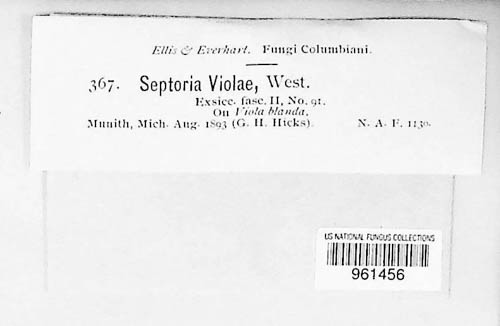 Ellis & Everhart. Fungi Columbiani.
367. Septoria Violae, West.
Exsicc. fasc. II, No. 91.
On Viola blanda.
Munith, Mich. Aug. 1893 (G. H. Hicks). N. A. F. 1130.
US NATIONAL FUNGUS COLLECTIONS
961456